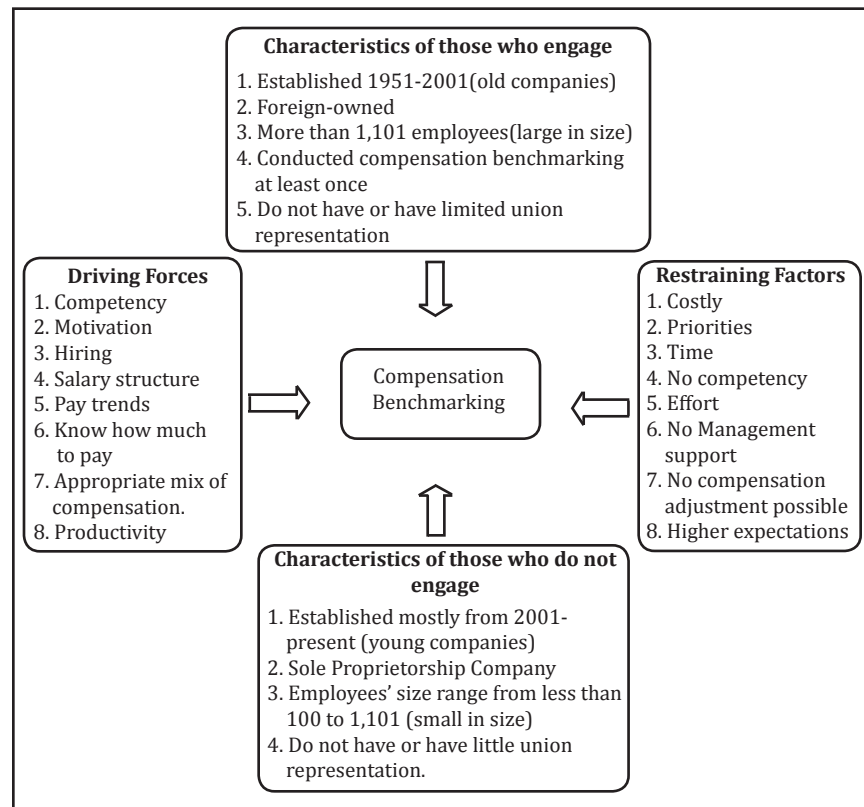 Characteristics of those who engage
1. Established 1951-2001(old companies)
2. Foreign-owned
3. More than 1,101 employees(large in size)
4. Conducted compensation benchmarking
at least once
5. Do not have or have limited union
representation
Driving Forces
1. Competency
2. Motivation
3. Hiring
4. Salary structure
5. Pay trends
6. Know how much
to pay
7. Appropriate mix of
compensation.
8. Productivity
Compensation
Benchmarking
Restraining Factors
1. Costly
2. Priorities
3. Time
4. No competency
5. Effort
6. No Management
support
7. No compensation
adjustment possible
8. Higher expectations
Characteristics of those who do not
engage
1. Established mostly from 2001-
present (young companies)
2. Sole Proprietorship Company
3. Employees’ size range from less than
100 to 1,101 (small in size)
4. Do not have or have little union
representation.